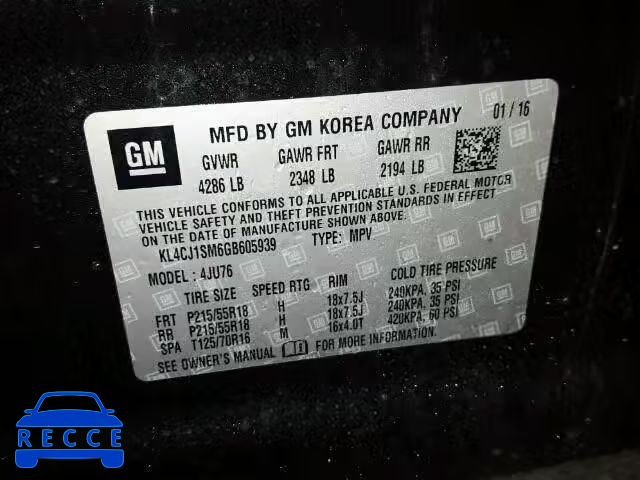 GM
MFD BY GM KOREA COMPANY 01 / 16
GVWR GAWR FRT GAWR RR
4286 LB 2348 LB 2194 LB
THIS VEHICLE CONFORMS TO ALL APPLICABLE U.S. FEDERAL MOTOR
VEHICLE SAFETY AND THEFT PREVENTION STANDARDS IN EFFECT
ON THE DATE OF MANUFACTURE SHOWN ABOVE.
KL4CJ1SM6GB605939 TYPE: MPV
MODEL : 4JU76
TIRE SIZE SPEED RTG RIM COLD TIRE PRESSURE
FRT P215/55R18 H 18x7.5J 240KPA, 35 PSI
RR P215/55R18 H 18x7.5J 240KPA, 35 PSI
SPA T125/70R16 M 16x4.0T 420KPA, 60 PSI
SEE OWNER'S MANUAL FOR MORE INFORMATION.
RECCE